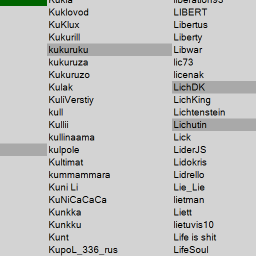 Kukla
Kuklovod
KuKlux
Kukurill
kukuruku
kukuruza
Kukuruzo
Kulak
KuliVerstiy
kull
Kullii
kullinaama
kulpole
Kultimat
kummammara
Kuni Li
KuNiCaCaCa
Kunkka
Kunkku
Kunt
KupoL_336_rus
liberation95
LIBERT
Libertus
Liberty
Libwar
lic73
licenak
LichDK
LichKing
Lichtenstein
Lichutin
Lick
LiderJS
Lidokris
Lidrello
Lie_Lie
lietman
Liett
lietuvis10
Life is shit
LifeSoul